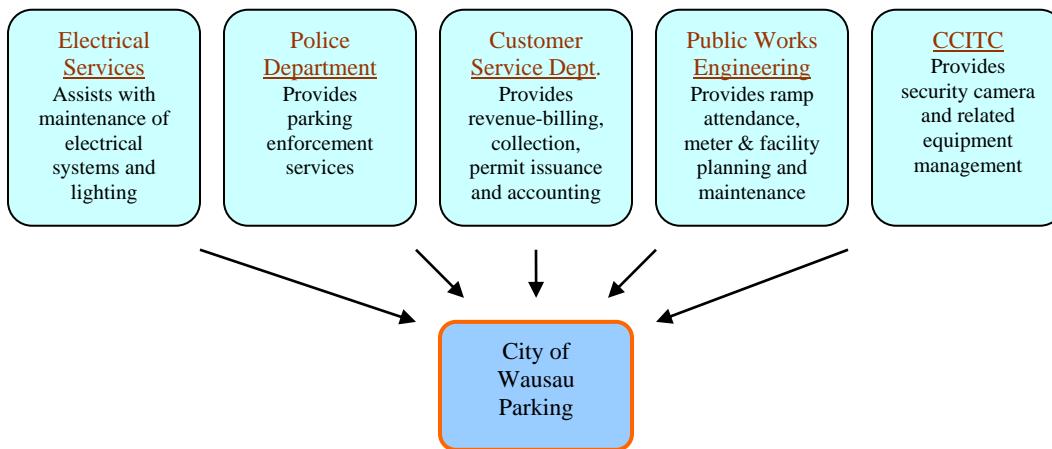 Electrical
Services
Assists with
maintenance of
electrical
systems and
lighting
Police
Department
Provides
parking
enforcement
services
Customer
Service Dept.
Provides
revenue-billing,
collection,
permit issuance
and accounting
Public Works
Engineering
Provides ramp
attendance,
meter & facility
planning and
maintenance
CCITC
Provides
security camera
and related
equipment
management
City of
Wausau
Parking